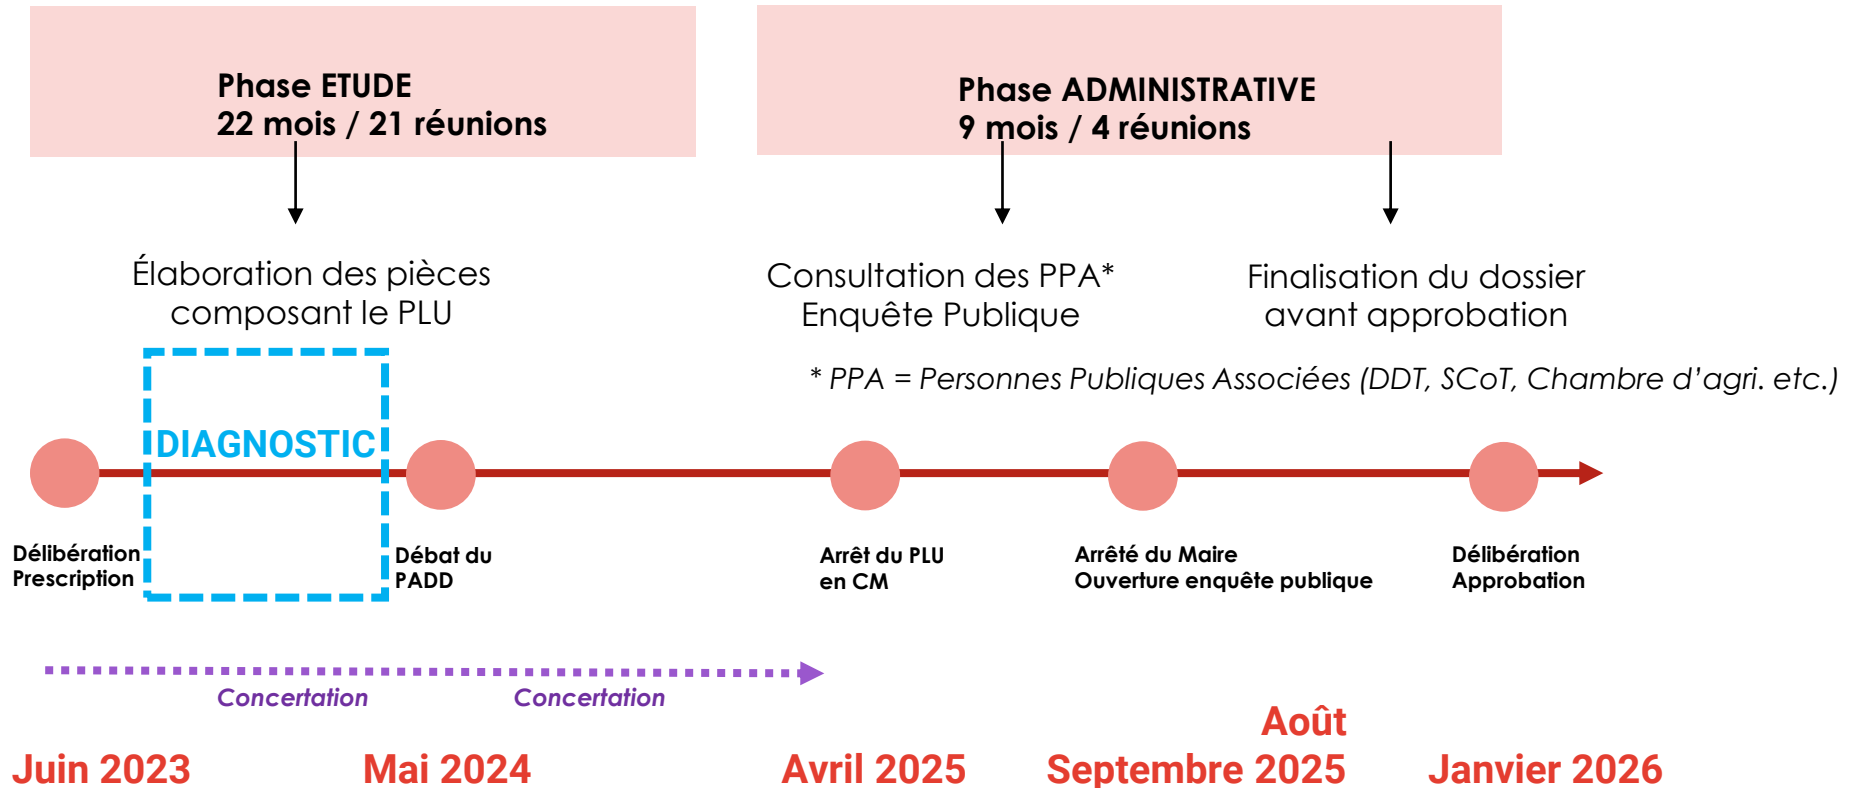 Phase ETUDE
22 mois / 21 réunions
Phase ADMINISTRATIVE
9 mois / 4 réunions
Élaboration des pièces
composant le PLU
Consultation des PPA*
Enquête Publique
Finalisation du dossier
avant approbation
* PPA = Personnes Publiques Associées (DDT, SCoT, Chambre d'agri. etc.)
DIAGNOSTIC
Délibération
Prescription
Débat du
PADD
Arrêt du PLU
en CM
Arrêté du Maire
Ouverture enquête publique
Délibération
Approbation
Concertation
Concertation
Juin 2023
Mai 2024
Avril 2025
Août
Septembre 2025
Janvier 2026